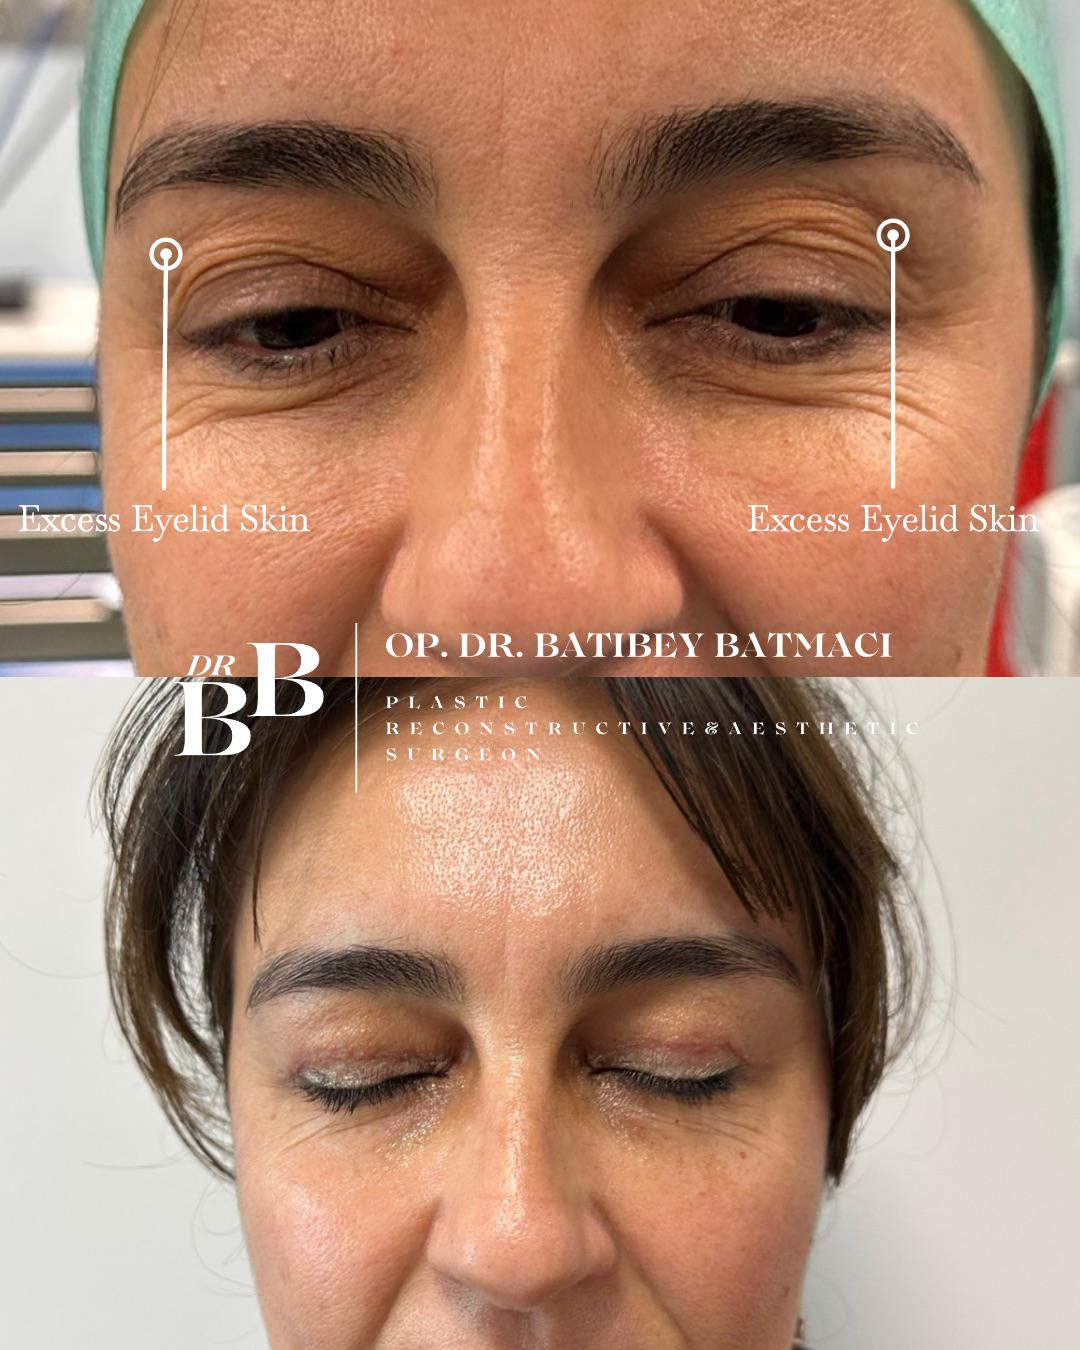 Excess Eyelid Skin
Excess Eyelid Skin
DR
BB
OP. DR. BATIBEY BATMACI
PLASTIC
RECONSTRUCTIVE&AESTHETIC
SURGEON